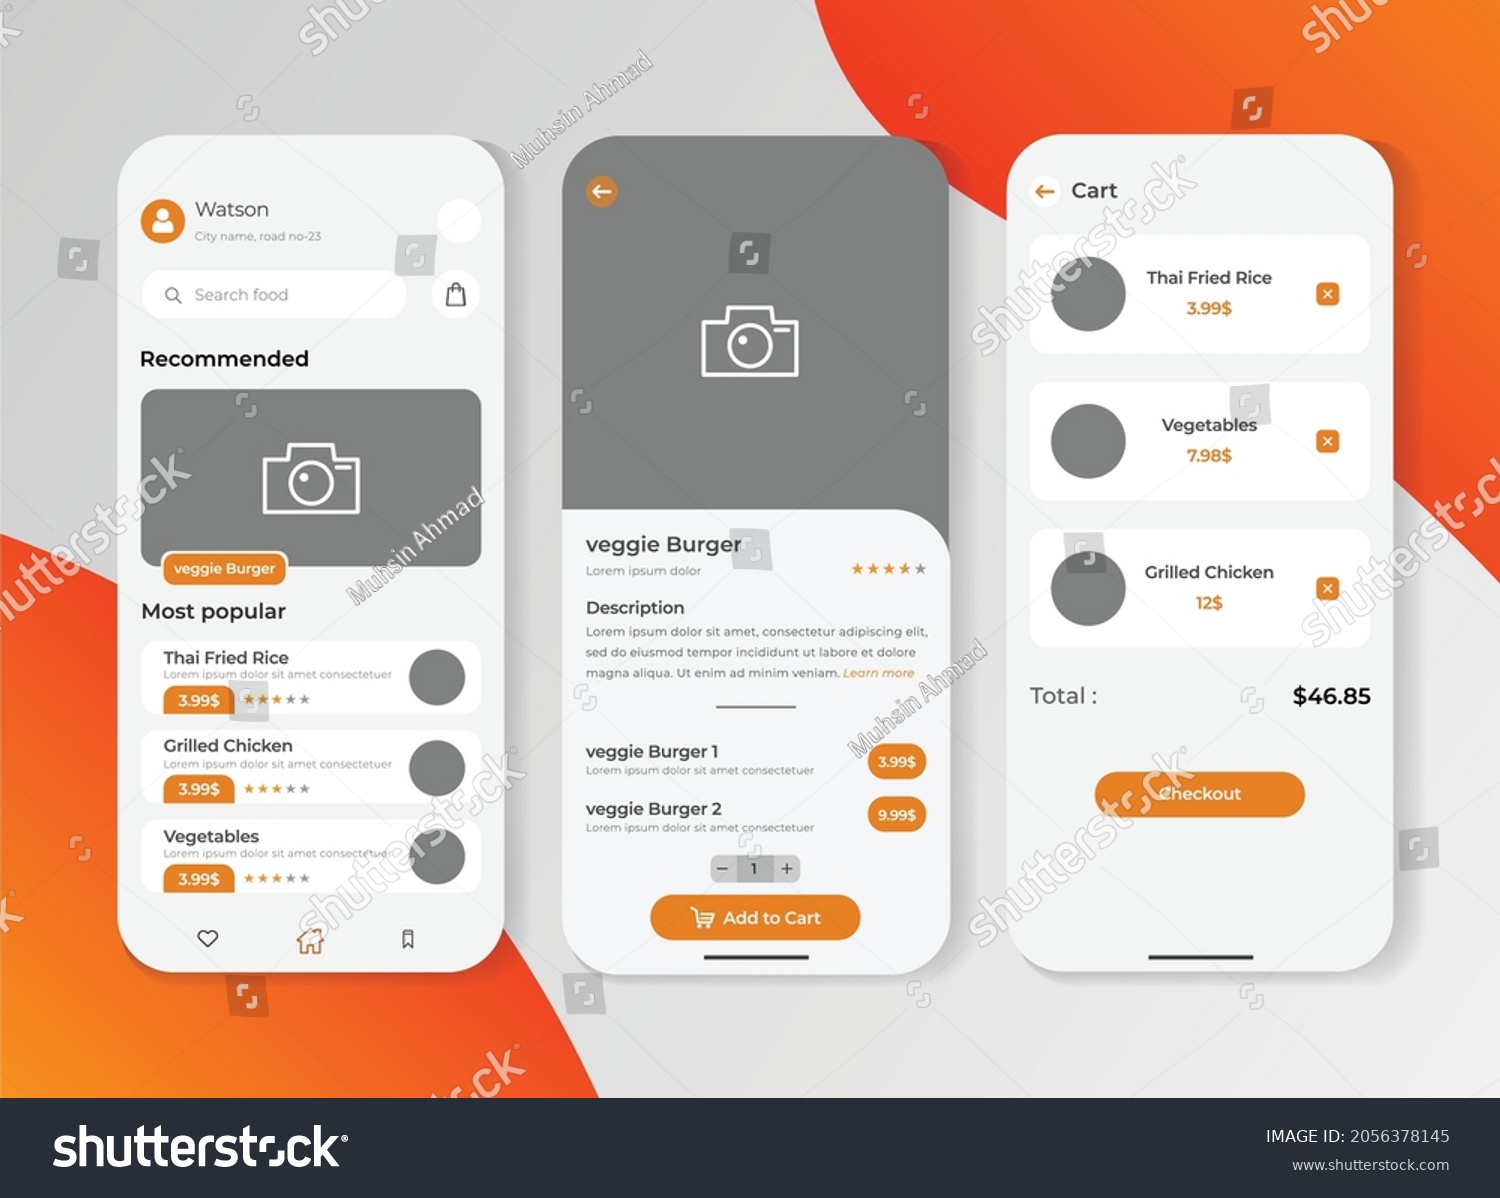 Watson
City name, road no-23
Search food
Recommended
veggie Burger
Most popular
Thai Fried Rice
Lorem ipsum dolor sit amet consectetuer
3.99$
Grilled Chicken
Lorem ipsum dolor sit amet consectetuer
3.99$
Vegetables
Lorem ipsum dolor sit amet consectetuer
3.99$
veggie Burger
Lorem ipsum dolor
Description
Lorem ipsum dolor sit amet, consectetur adipiscing elit,
sed do eiusmod tempor incididunt ut labore et dolore
magna aliqua. Ut enim ad minim veniam. Learn more
veggie Burger 1
Lorem ipsum dolor sit amet consectetuer
3.99$
veggie Burger 2
Lorem ipsum dolor sit amet consectetuer
9.99$
− 1 +
Add to Cart
Cart
Thai Fried Rice
3.99$
Vegetables
7.98$
Grilled Chicken
12$
Total : $46.85
Checkout
shutterstock
shutterstock
shutterstock
shutterstock
shutterstock
shutterstock
shutterstock
shutterstock
shutterstock
Muhsin Ahmad
Muhsin Ahmad
Muhsin Ahmad
shutterstock®
IMAGE ID: 2056378145
www.shutterstock.com